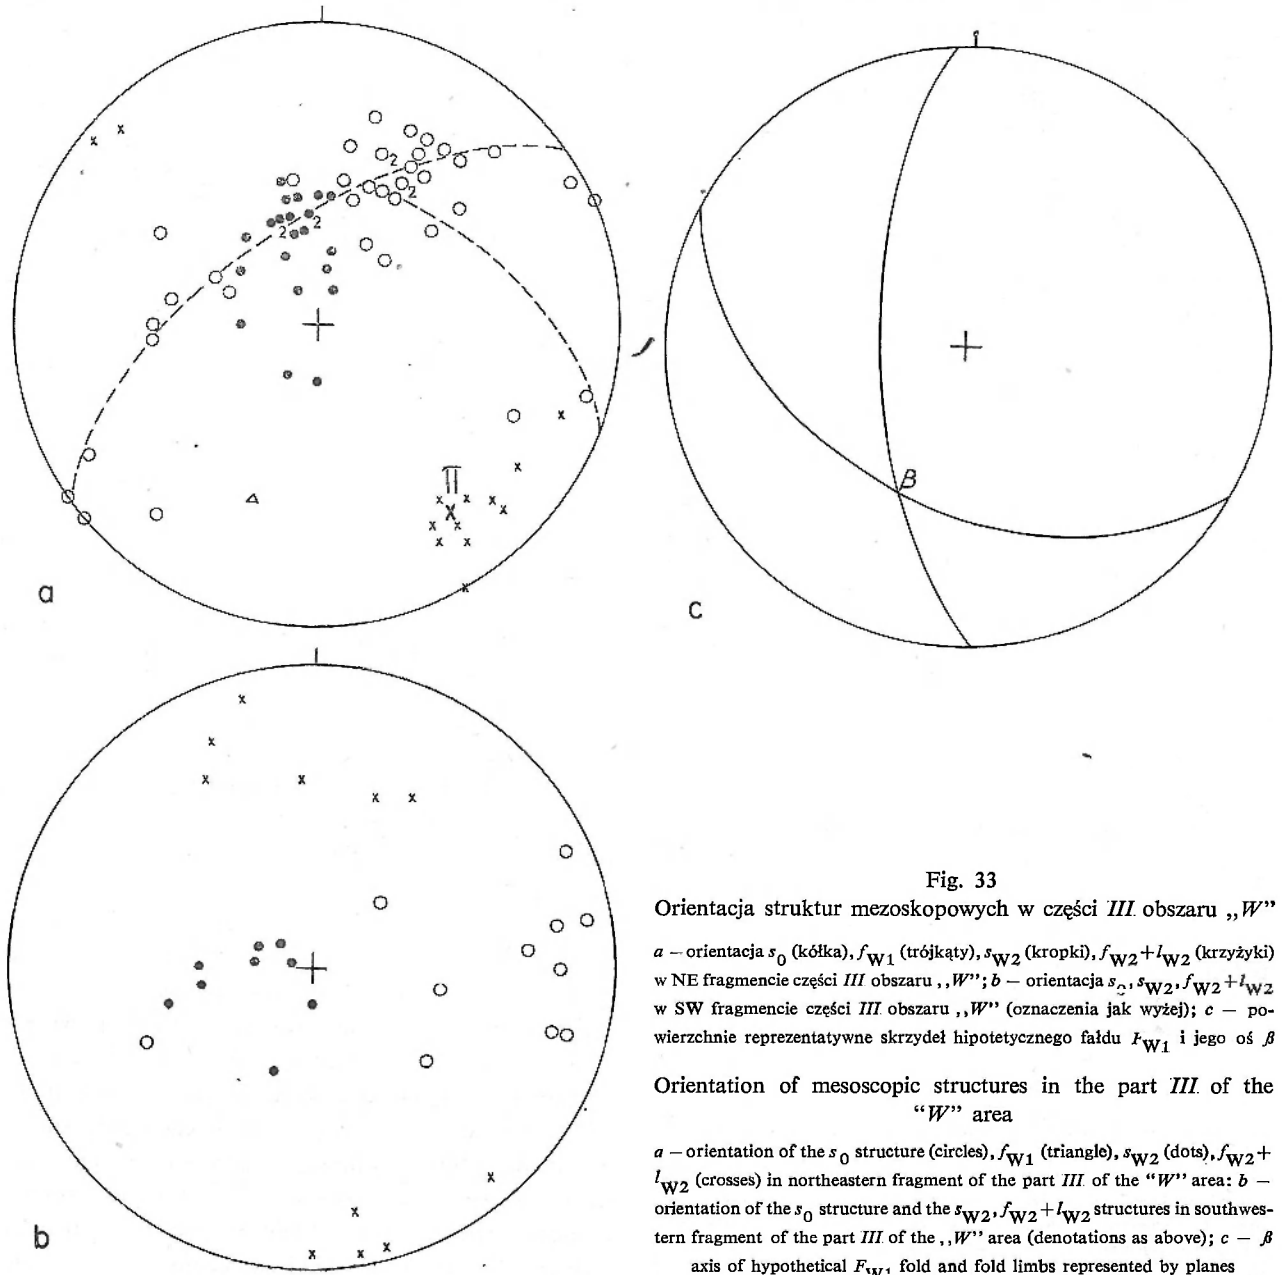 2
2
2
2
π
a
β
c
b
Fig. 33
Orientacja struktur mezoskopowych w części III. obszaru „W”
a – orientacja s0 (kółka), fW1 (trójkąty), sW2 (kropki), fW2+lW2 (krzyżyki)
w NE fragmencie części III obszaru „W”; b – orientacja s0, sW2, fW2+lW2
w SW fragmencie części III. obszaru „W” (oznaczenia jak wyżej); c – po-
wierzchnie reprezentatywne skrzydeł hipotetycznego fałdu FW1 i jego oś β
Orientation of mesoscopic structures in the part III. of the
“W” area
a – orientation of the s0 structure (circles), fW1 (triangle), sW2 (dots), fW2+
lW2 (crosses) in northeastern fragment of the part III. of the “W” area: b –
orientation of the s0 structure and the sW2, fW2+lW2 structures in southwes-
tern fragment of the part III. of the „W” area (denotations as above); c – β
axis of hypothetical FW1 fold and fold limbs represented by planes